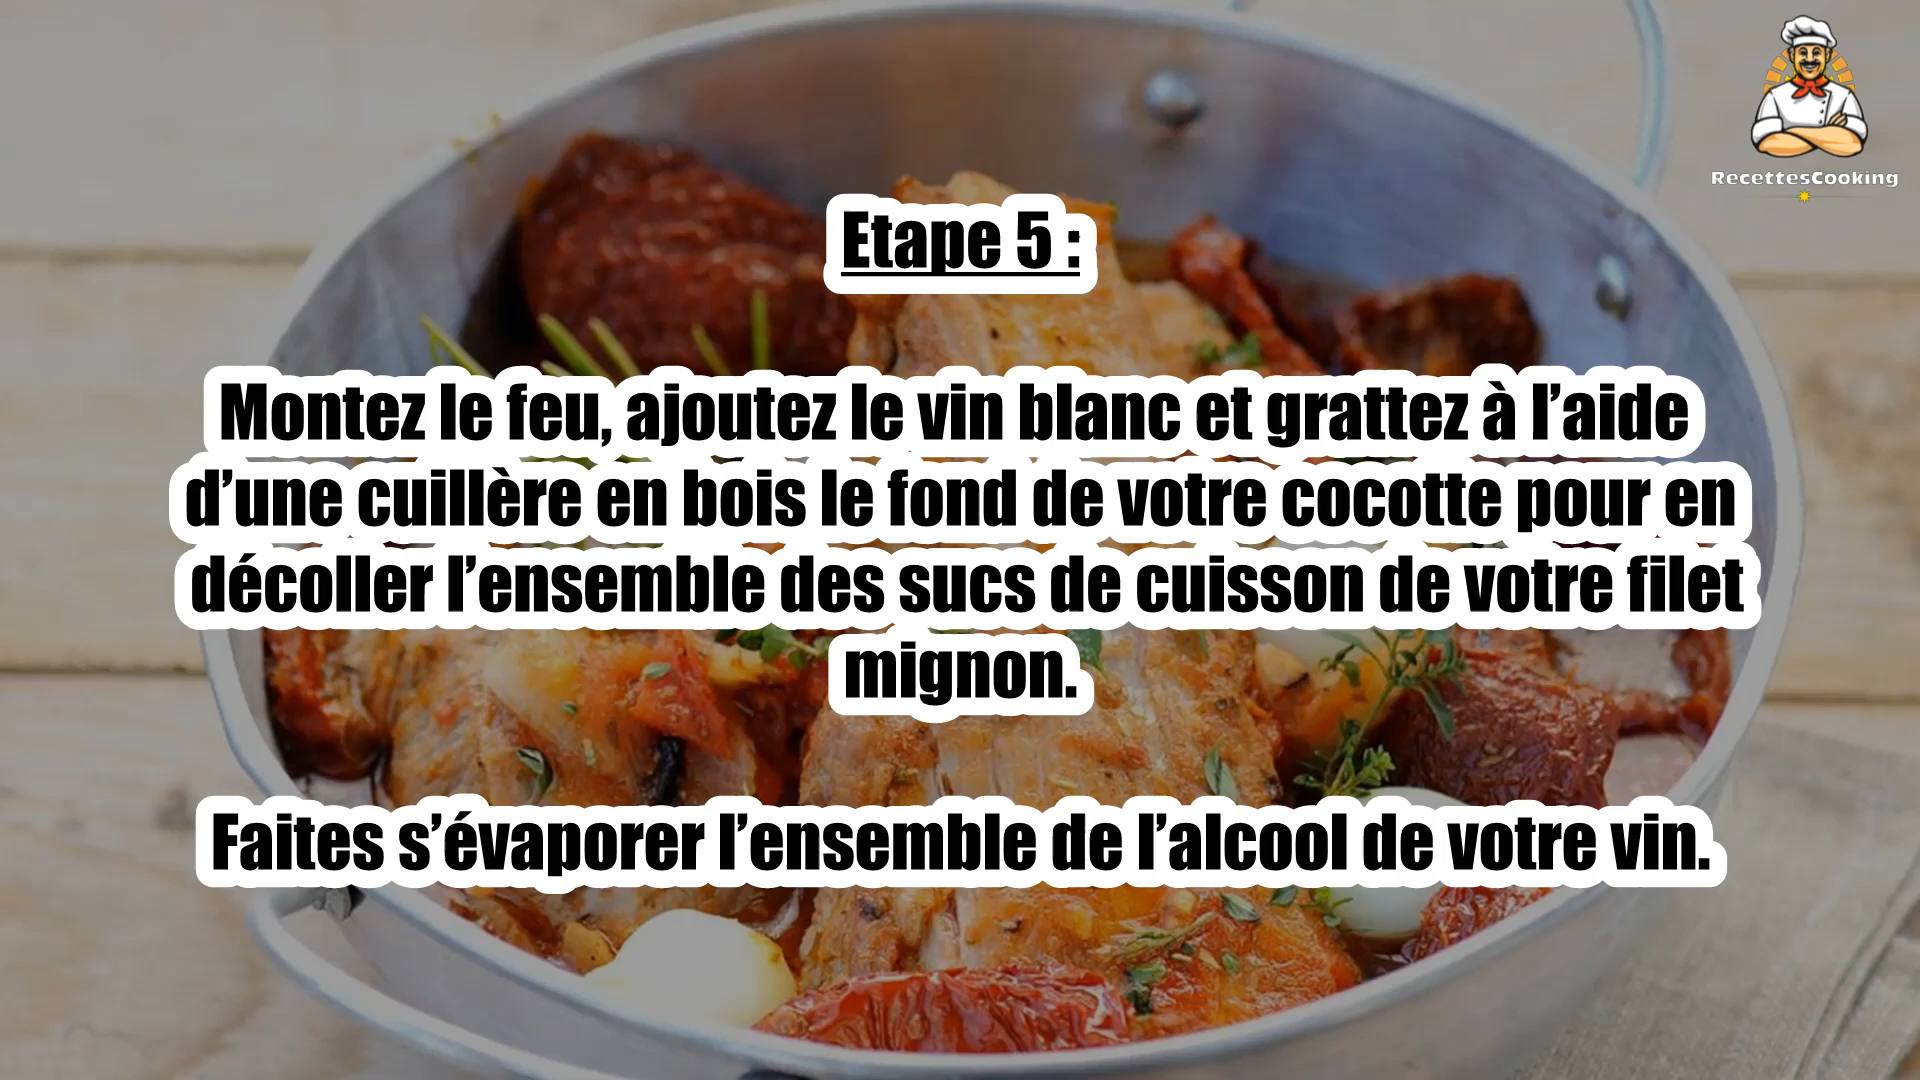 RecettesCooking
Etape 5 :
Montez le feu, ajoutez le vin blanc et grattez à l’aide
d’une cuillère en bois le fond de votre cocotte pour en
décoller l’ensemble des sucs de cuisson de votre filet
mignon.
Faites s’évaporer l’ensemble de l’alcool de votre vin.